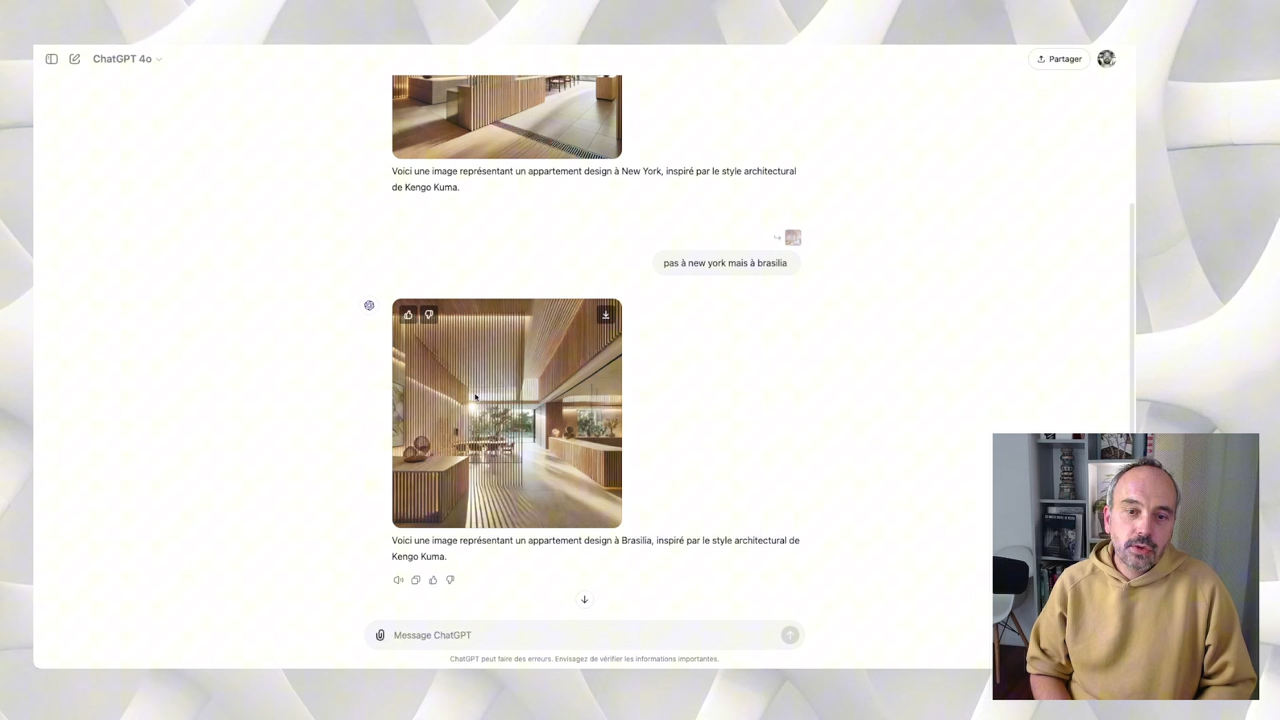 ChatGPT 4o
Partager
Voici une image représentant un appartement design à New York, inspiré par le style architectural
de Kengo Kuma.
pas à new york mais à brasilia
Voici une image représentant un appartement design à Brasilia, inspiré par le style architectural de
Kengo Kuma.
Message ChatGPT
ChatGPT peut faire des erreurs. Envisagez de vérifier les informations importantes.